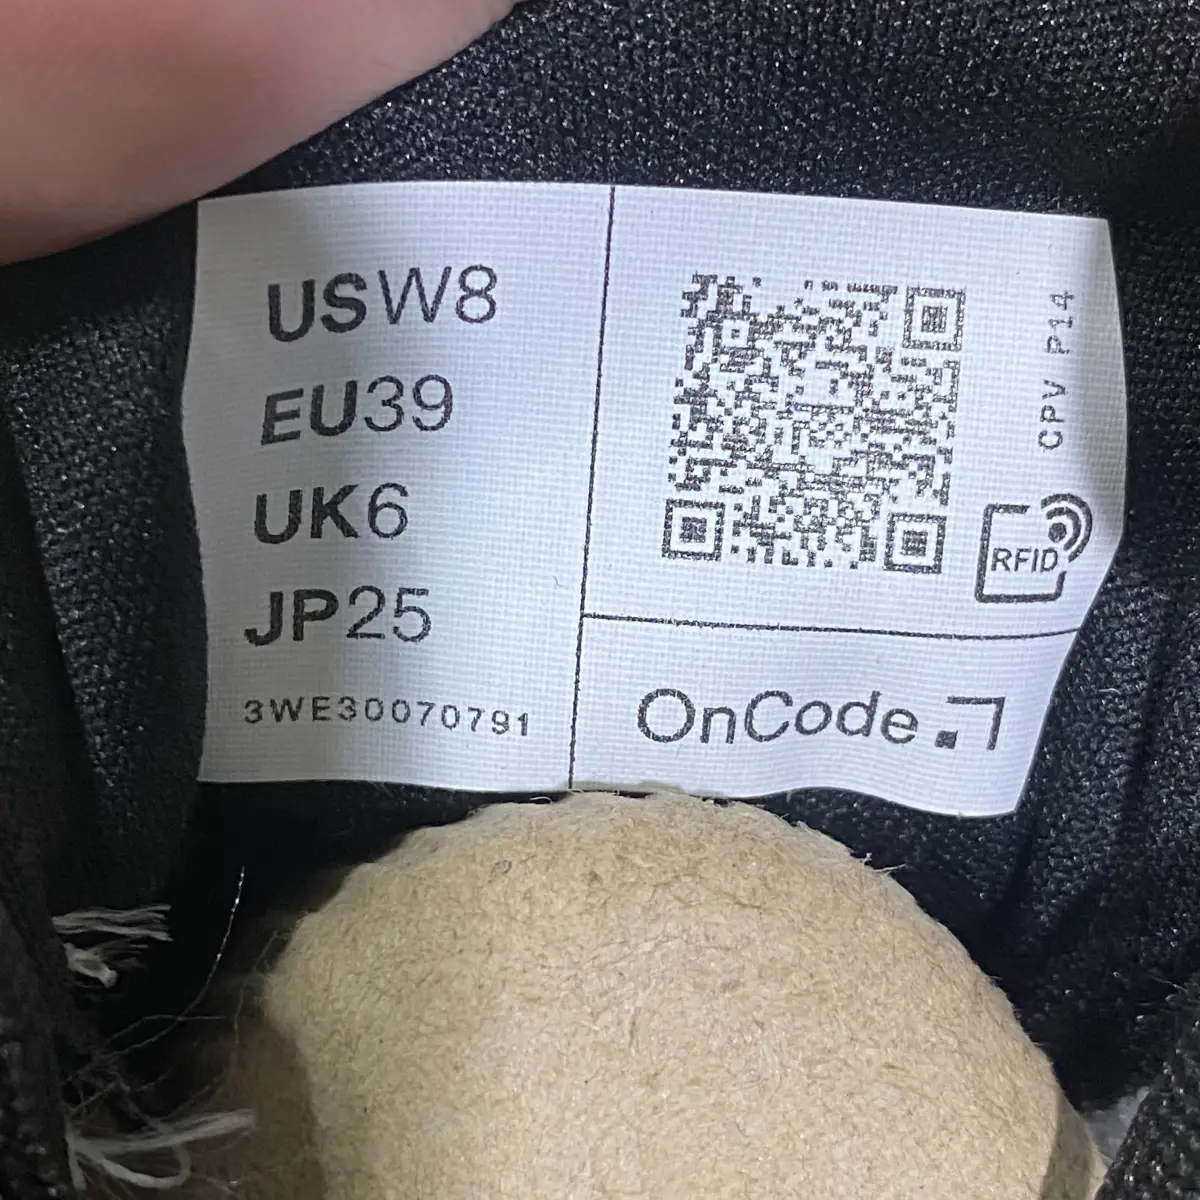 USW8
EU39
UK6
JP25
3WE30070791
CPV P14
RFID
OnCode